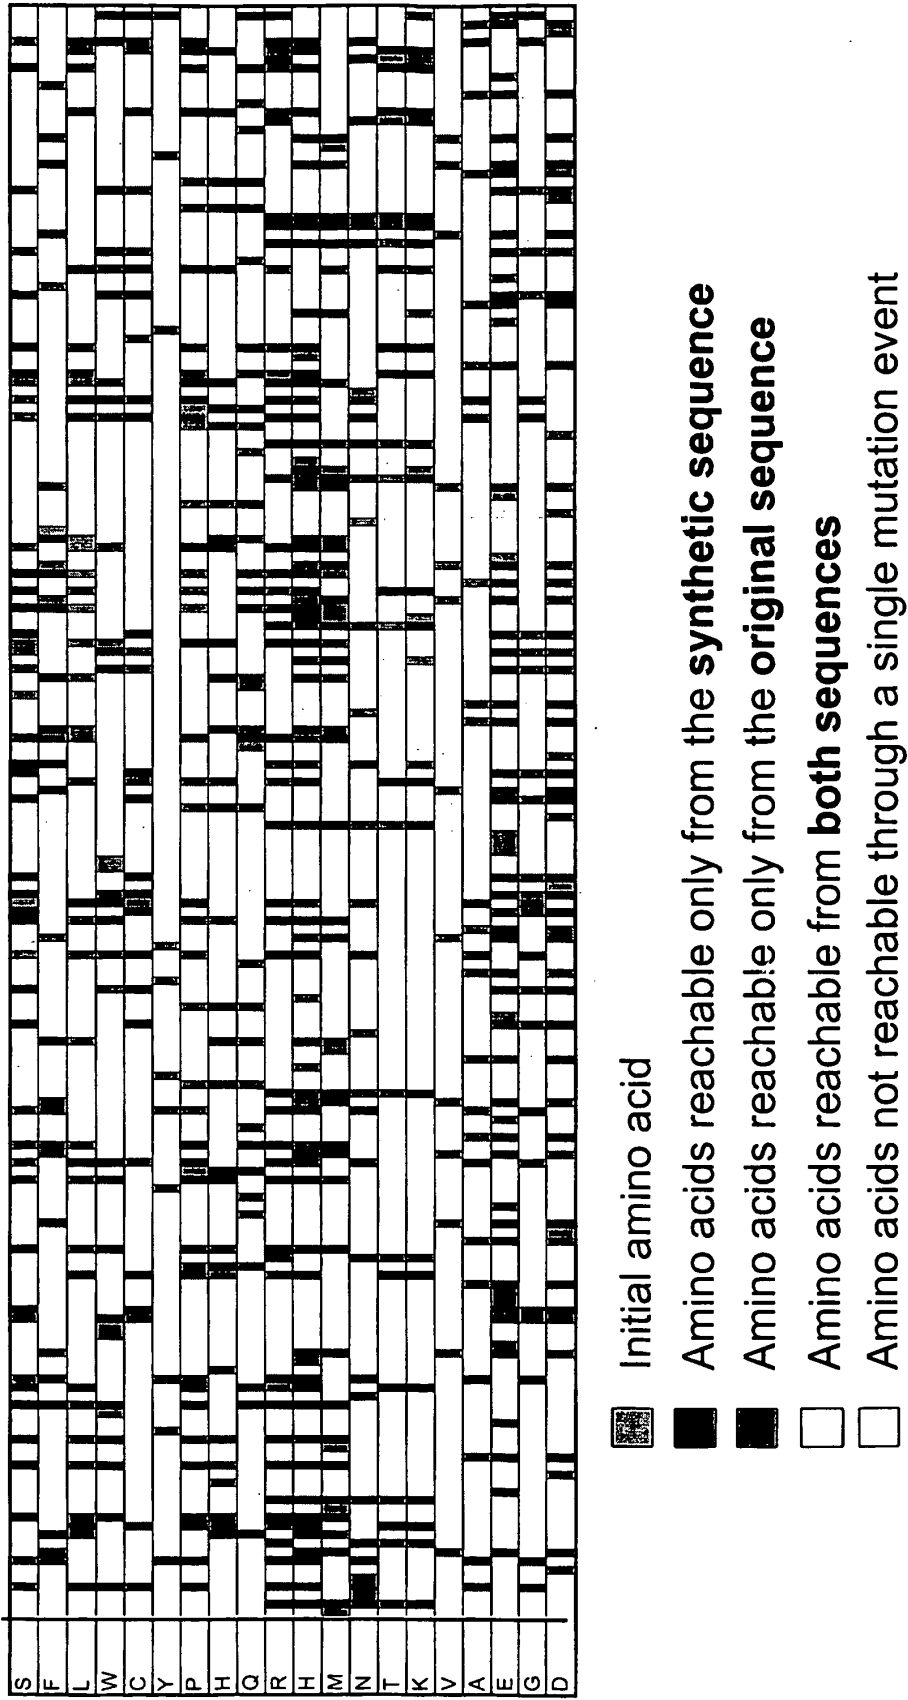 S
F
L
W
C
Y
P
H
Q
R
H
M
N
T
K
V
A
E
G
D
Initial amino acid
Amino acids reachable only from the synthetic sequence
Amino acids reachable only from the original sequence
Amino acids reachable from both sequences
Amino acids not reachable through a single mutation event